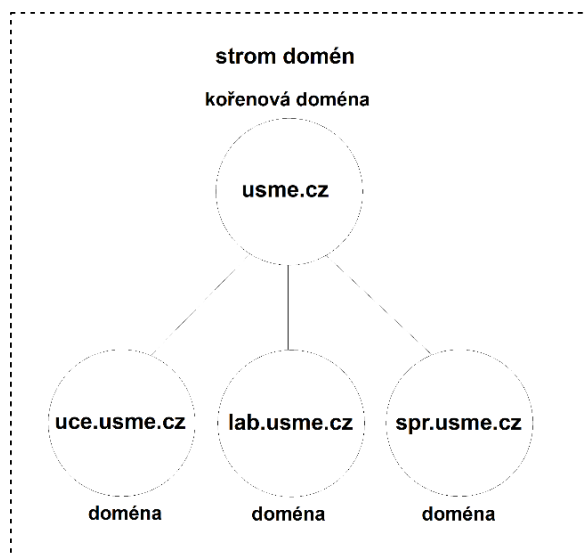 strom domén
kořenová doména
usme.cz
uce.usme.cz
lab.usme.cz
spr.usme.cz
doména
doména
doména